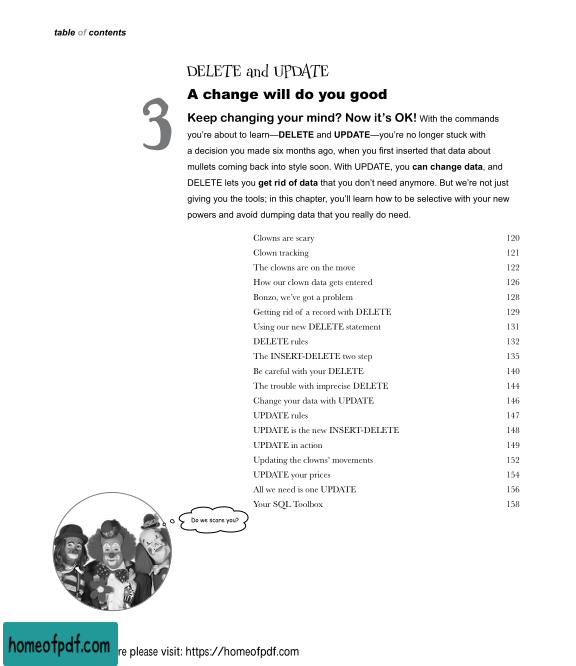 table of contents
DELETE and UPDATE
3
A change will do you good
Keep changing your mind? Now it's OK! With the commands
you're about to learn—DELETE and UPDATE—you're no longer stuck with
a decision you made six months ago, when you first inserted that data about
mullets coming back into style soon. With UPDATE, you can change data, and
DELETE lets you get rid of data that you don't need anymore. But we're not just
giving you the tools; in this chapter, you'll learn how to be selective with your new
powers and avoid dumping data that you really do need.
Clowns are scary 120
Clown tracking 121
The clowns are on the move 122
How our clown data gets entered 126
Bonzo, we've got a problem 128
Getting rid of a record with DELETE 129
Using our new DELETE statement 131
DELETE rules 132
The INSERT-DELETE two step 135
Be careful with your DELETE 140
The trouble with imprecise DELETE 144
Change your data with UPDATE 146
UPDATE rules 147
UPDATE is the new INSERT-DELETE 148
UPDATE in action 149
Updating the clowns' movements 152
UPDATE your prices 154
All we need is one UPDATE 156
Your SQL Toolbox 158
Do we scare you?
homeofpdf.com
re please visit: https://homeofpdf.com